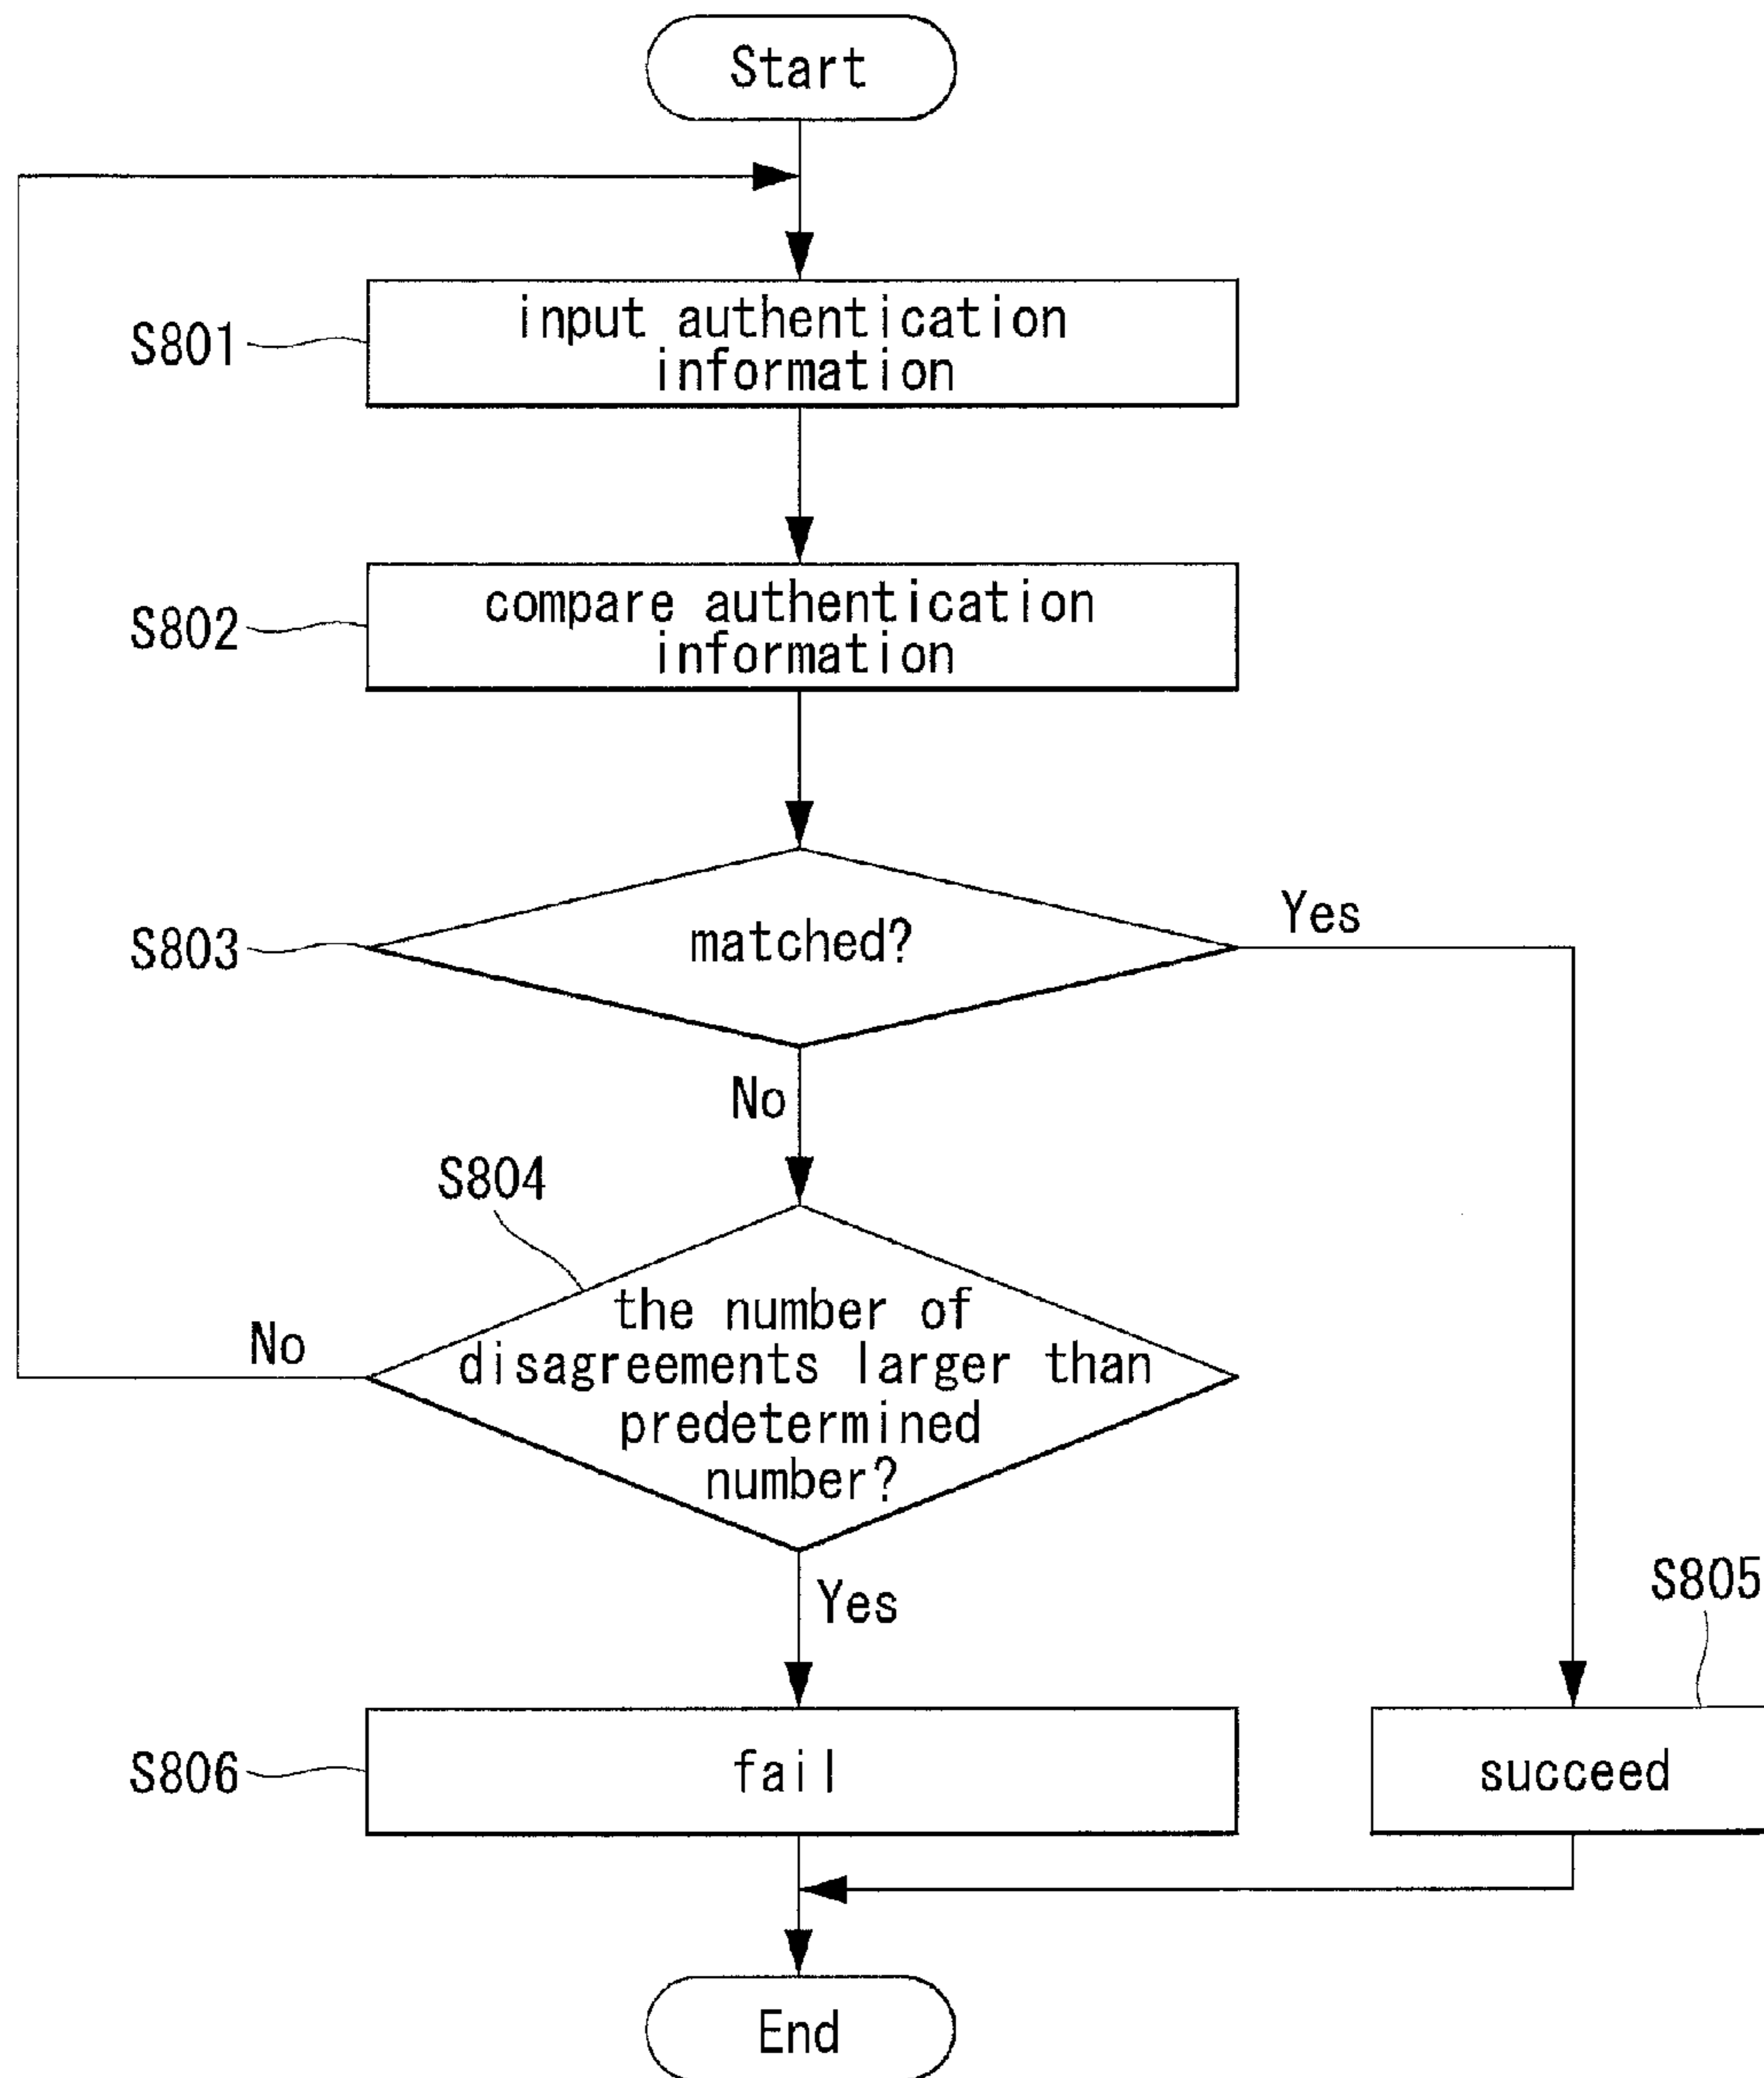 Start
S801
input authentication
information
S802
compare authentication
information
S803
matched?
Yes
No
S804
No
the number of
disagreements larger than
predetermined
number?
Yes
S805
S806
fail
succeed
End